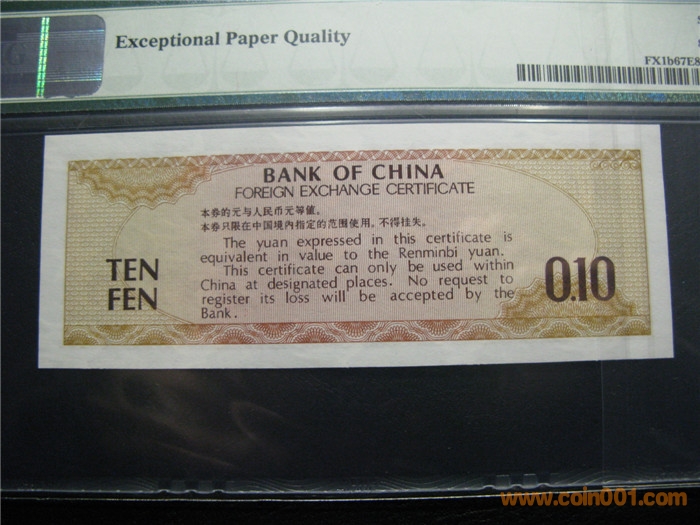 Exceptional Paper Quality
FX1b67E8
BANK OF CHINA
FOREIGN EXCHANGE CERTIFICATE
本券的元与人民币元等值。
本券只限在中国境内指定的范围使用,不得挂失。
The yuan expressed in this certificate is
equivalent in value to the Renminbi yuan.
This certificate can only be used within
China at designated places. No request to
register its loss will be accepted by the
Bank.
TEN
FEN
0.10
www.coin001.com